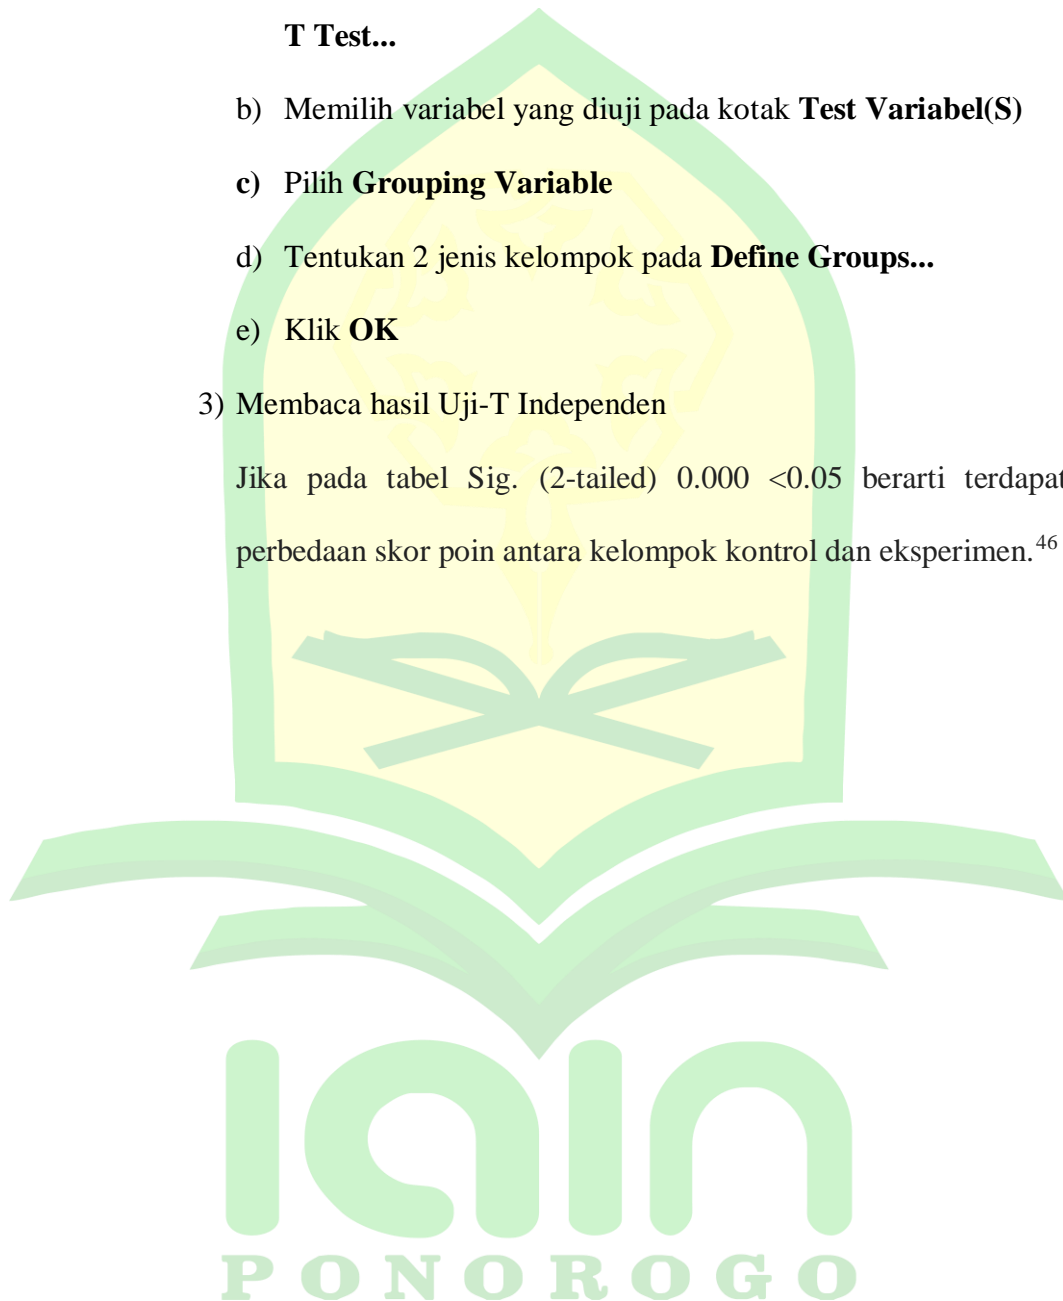 T Test...
b) Memilih variabel yang diuji pada kotak Test Variabel(S)
c) Pilih Grouping Variable
d) Tentukan 2 jenis kelompok pada Define Groups...
e) Klik OK
3) Membaca hasil Uji-T Independen
Jika pada tabel Sig. (2-tailed) 0.000 <0.05 berarti terdapat
perbedaan skor poin antara kelompok kontrol dan eksperimen.46
iain
PONOROGO